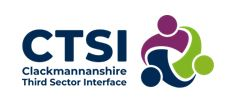 CTSI
Clackmannanshire
Third Sector Interface